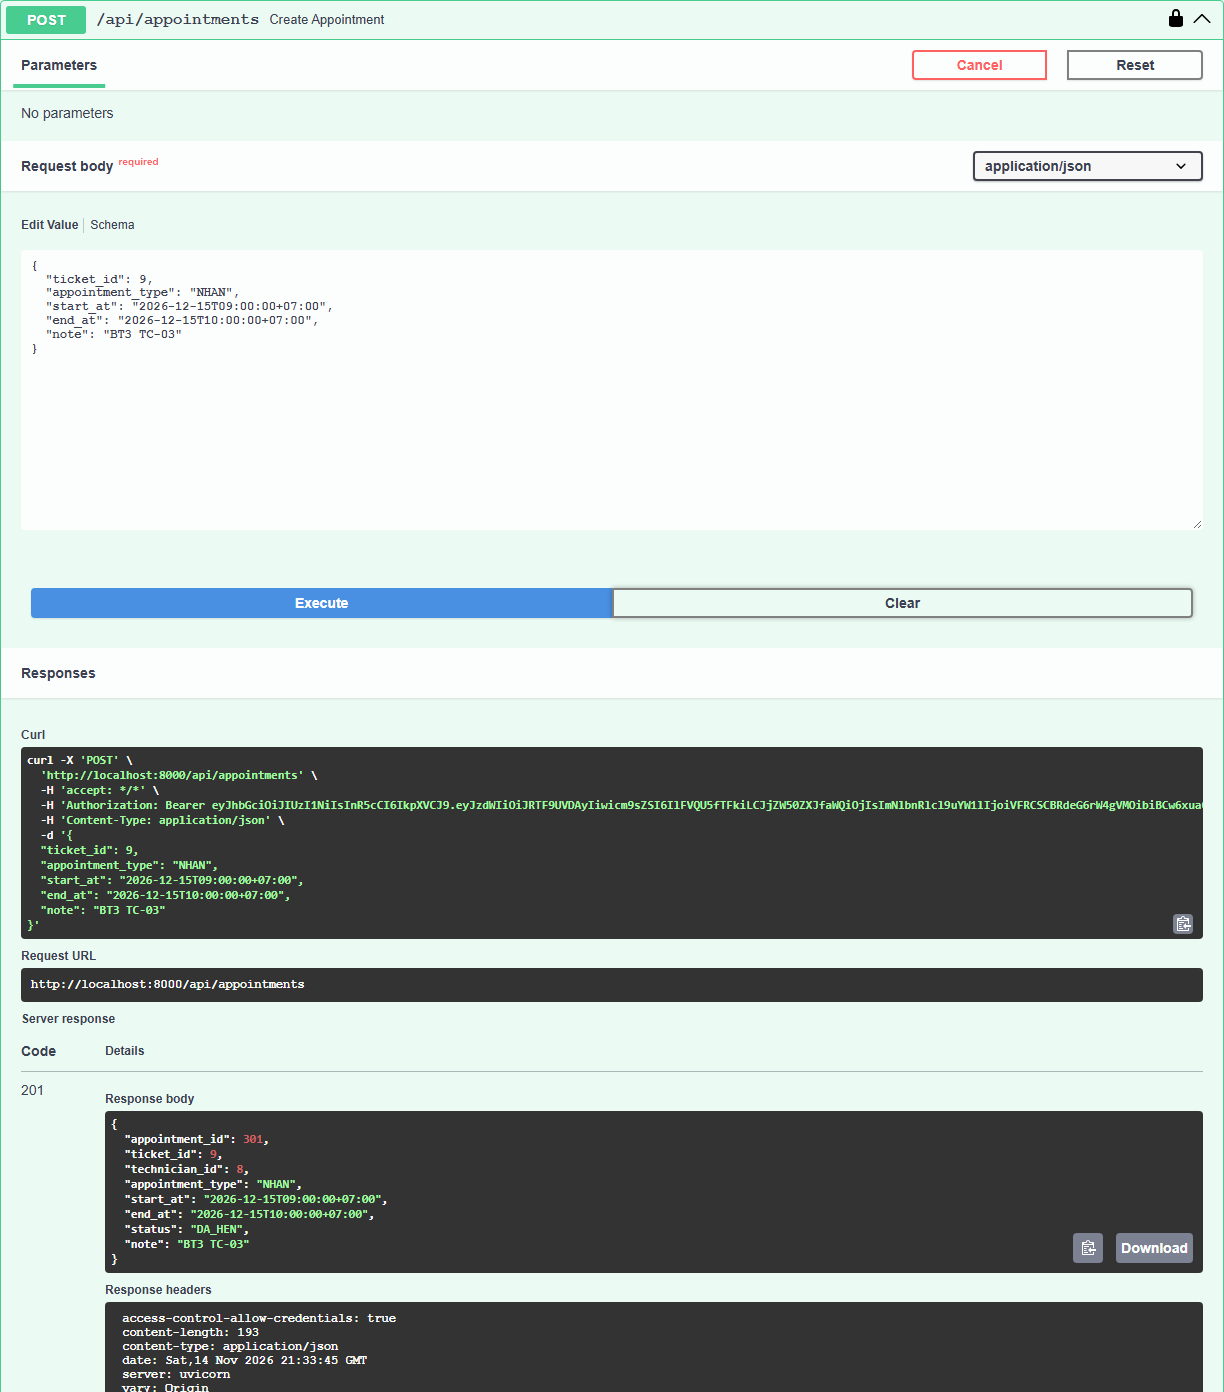 POST /api/appointments Create Appointment
Parameters Cancel Reset
No parameters
Request body required application/json
Edit Value Schema
{
"ticket_id": 9,
"appointment_type": "NHAN",
"start_at": "2026-12-15T09:00:00+07:00",
"end_at": "2026-12-15T10:00:00+07:00",
"note": "BT3 TC-03"
}
Execute Clear
Responses
Curl
curl -X 'POST' \
'http://localhost:8000/api/appointments' \
-H 'accept: */*' \
-H 'Authorization: Bearer
-H 'Content-Type: application/json' \
-d '{
"ticket_id": 9,
"appointment_type": "NHAN",
"start_at": "2026-12-15T09:00:00+07:00",
"end_at": "2026-12-15T10:00:00+07:00",
"note": "BT3 TC-03"
}'
Request URL
http://localhost:8000/api/appointments
Server response
Code Details
201
Response body
{
"appointment_id": 301,
"ticket_id": 9,
"technician_id": 8,
"appointment_type": "NHAN",
"start_at": "2026-12-15T09:00:00+07:00",
"end_at": "2026-12-15T10:00:00+07:00",
"status": "DA_HEN",
"note": "BT3 TC-03"
}
Download
Response headers
access-control-allow-credentials: true
content-length: 193
content-type: application/json
date: Sat,14 Nov 2026 21:33:45 GMT
server: uvicorn
vary: Origin